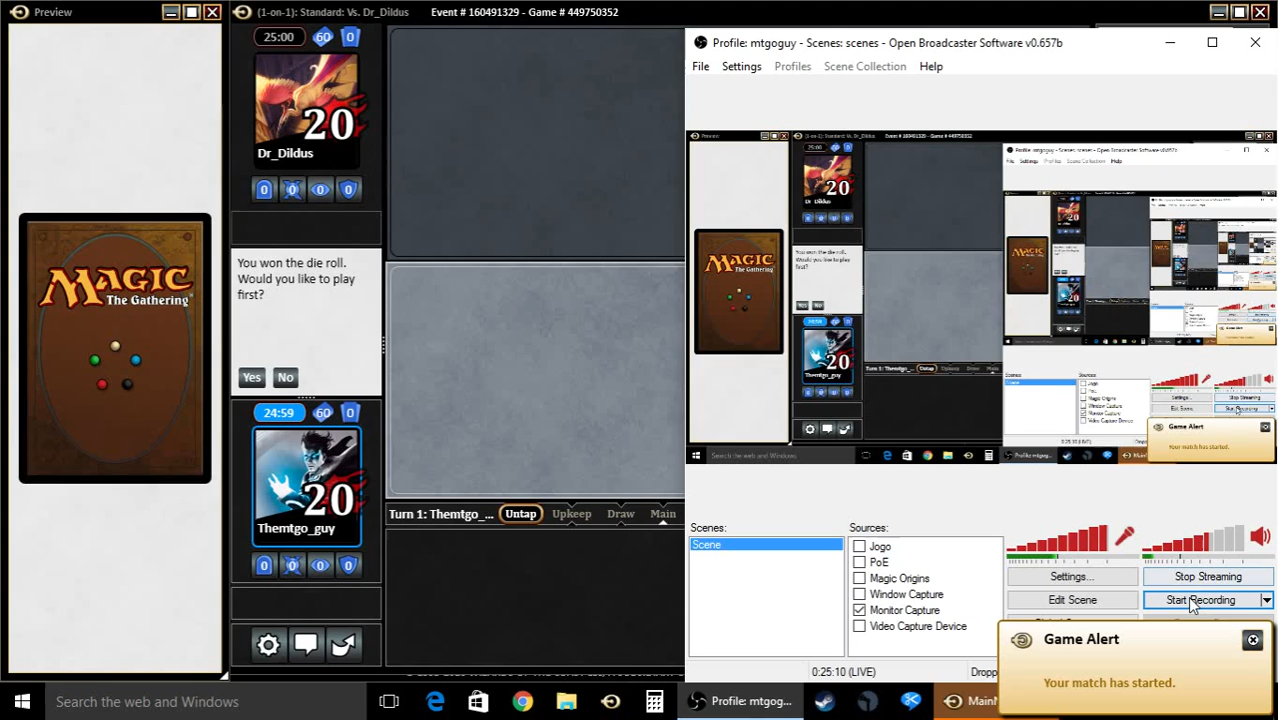 Preview
(1-on-1): Standard: Vs. Dr_Dildus
Event # 160491329 - Game # 449750352
MAGIC
The Gathering
25:00
60
0
20
Dr_Dildus
0
0
0
0
You won the die roll.
Would you like to play
first?
Yes
No
24:59
60
0
20
Themtgo_guy
0
0
0
0
Turn 1: Themtgo_...
Untap
Upkeep
Draw
Main
Profile: mtgoguy - Scenes: scenes - Open Broadcaster Software v0.657b
File
Settings
Profiles
Scene Collection
Help
Scenes:
Scene
Sources:
Jogo
PoE
Magic Origins
Window Capture
Monitor Capture
Video Capture Device
Settings...
Stop Streaming
Edit Scene
Start Recording
0:25:10 (LIVE)
Dropp
Game Alert
Your match has started.
Search the web and Windows
Profile: mtgog...
MainN